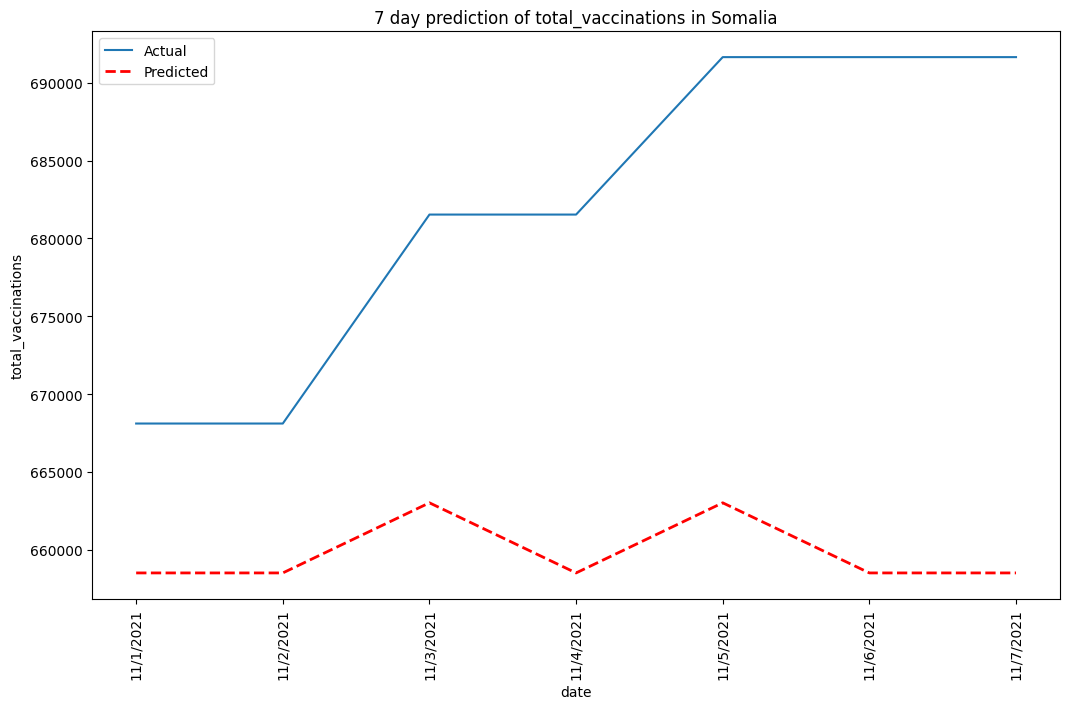 7 day prediction of total_vaccinations in Somalia
Actual
Predicted
690000
685000
680000
675000
670000
665000
660000
total_vaccinations
11/1/2021
11/2/2021
11/3/2021
11/4/2021
11/5/2021
11/6/2021
11/7/2021
date